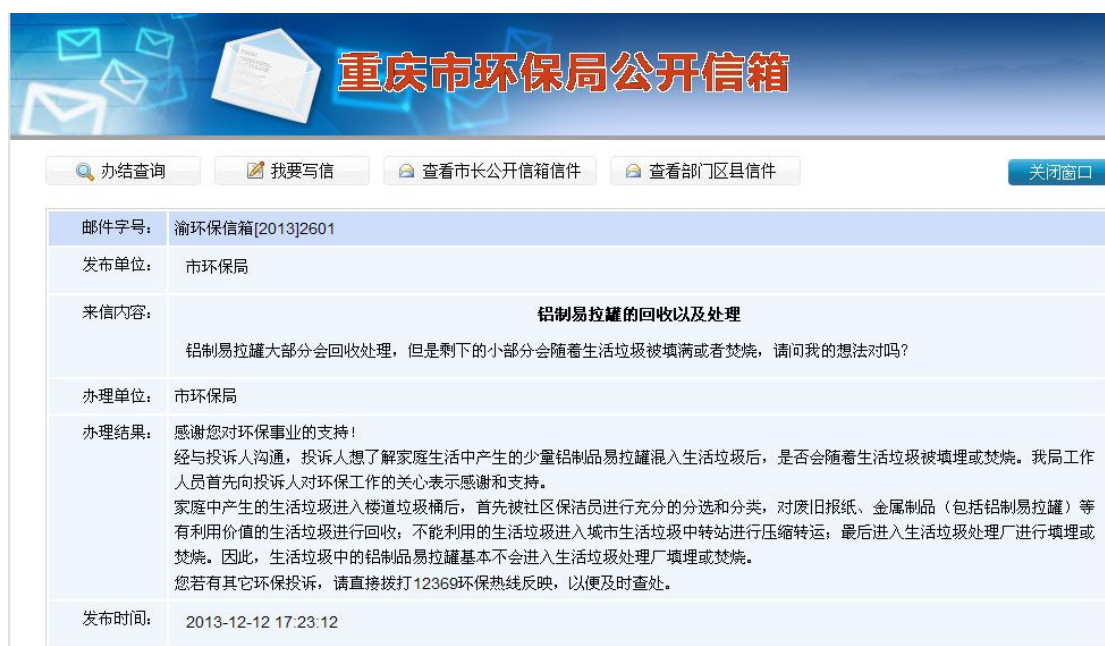 重庆市环保局公开信箱
办结查询 我要写信 查看市长公开信箱信件 查看部门区县信件 关闭窗口
邮件字号: 渝环保信箱[2013]2601
发布单位: 市环保局
来信内容: 铝制易拉罐的回收以及处理
铝制易拉罐大部分会回收处理，但是剩下的小部分会随着生活垃圾被填满或者焚烧，请问我的想法对吗？
办理单位: 市环保局
办理结果: 感谢您对环保事业的支持！
经与投诉人沟通，投诉人想了解家庭生活中产生的少量铝制品易拉罐混入生活垃圾后，是否会随着生活垃圾被填埋或焚烧。我局工作
人员首先向投诉人对环保工作的关心表示感谢和支持。
家庭中产生的生活垃圾进入楼道垃圾桶后，首先被社区保洁员进行充分的分选和分类，对废旧报纸、金属制品（包括铝制易拉罐）等
有利用价值的生活垃圾进行回收；不能利用的生活垃圾进入城市生活垃圾中转站进行压缩转运；最后进入生活垃圾处理厂进行填埋或
焚烧。因此，生活垃圾中的铝制品易拉罐基本不会进入生活垃圾处理厂填埋或焚烧。
您若有其它环保投诉，请直接拨打12369环保热线反映，以便及时查处。
发布时间: 2013-12-12 17:23:12